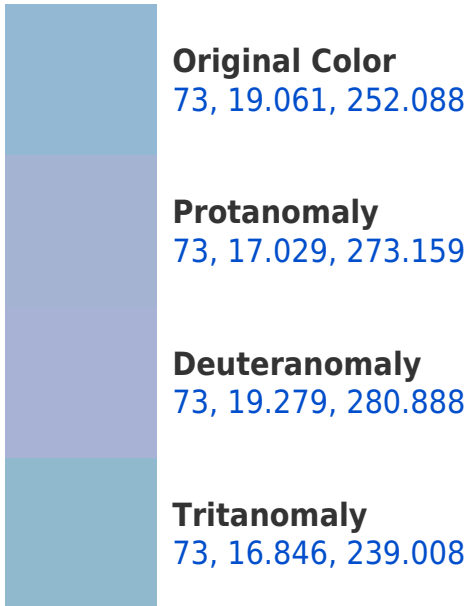 Original Color
73, 19.061, 252.088
Protanomaly
73, 17.029, 273.159
Deuteranomaly
73, 19.279, 280.888
Tritanomaly
73, 16.846, 239.008